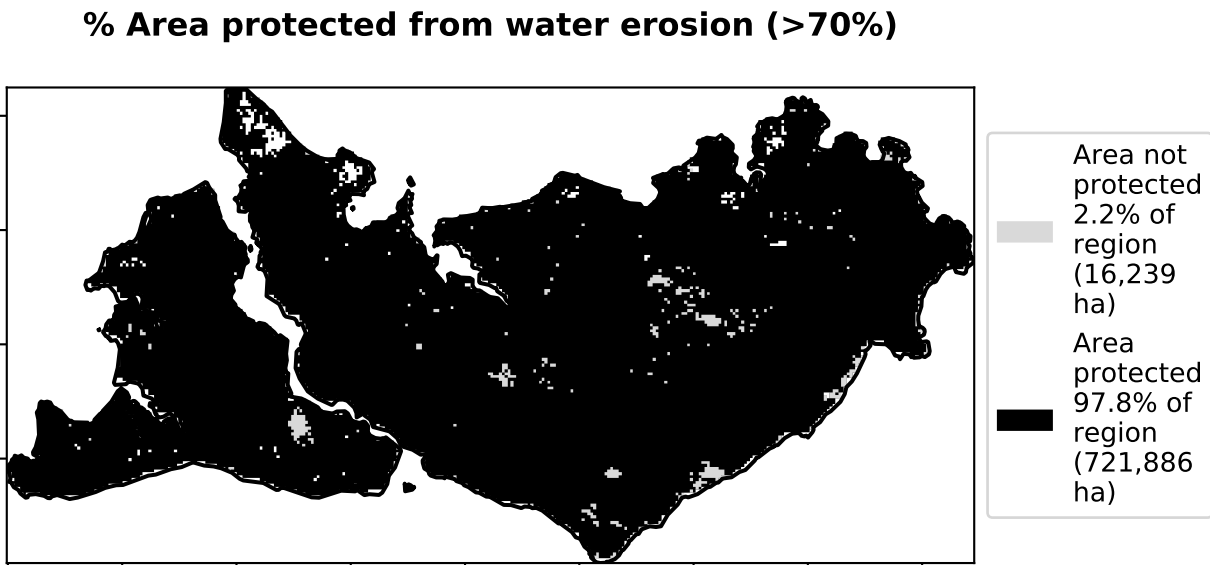 % Area protected from water erosion (>70%)
Area not
protected
2.2% of
region
(16,239
ha)
Area
protected
97.8% of
region
(721,886
ha)